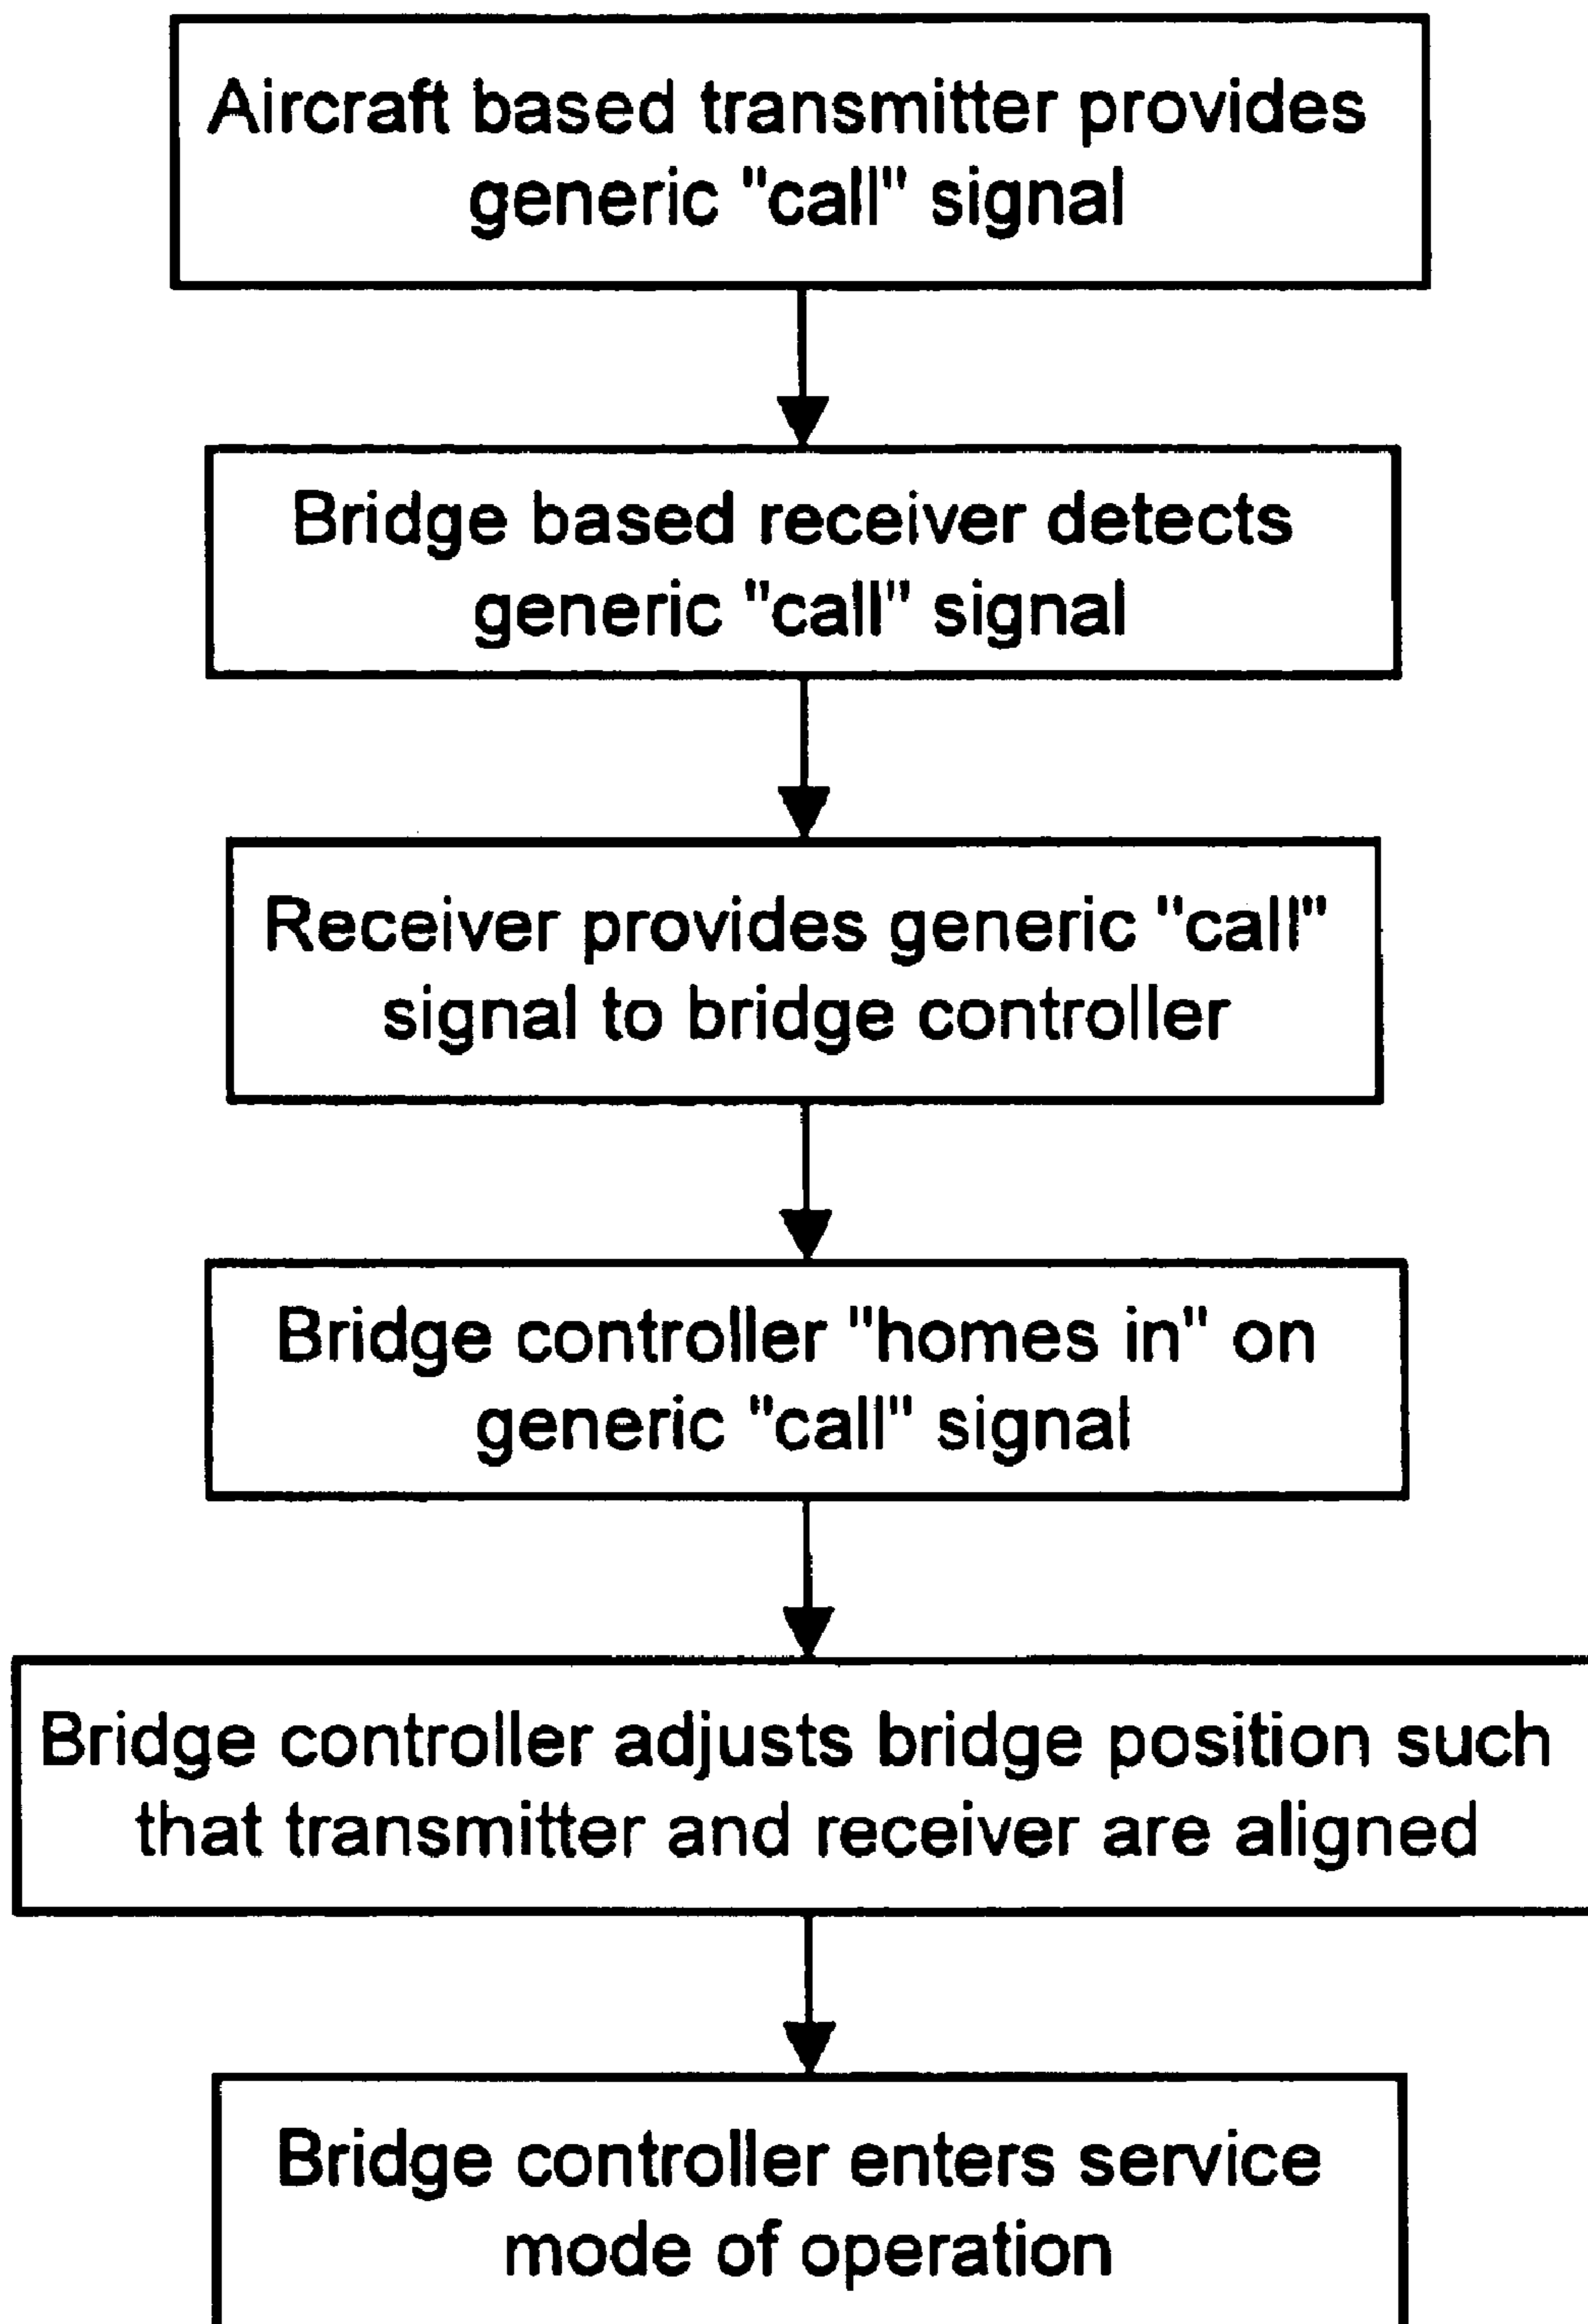 Aircraft based transmitter provides
generic "call" signal
Bridge based receiver detects
generic "call" signal
Receiver provides generic "call"
signal to bridge controller
Bridge controller "homes in" on
generic "call" signal
Bridge controller adjusts bridge position such
that transmitter and receiver are aligned
Bridge controller enters service
mode of operation